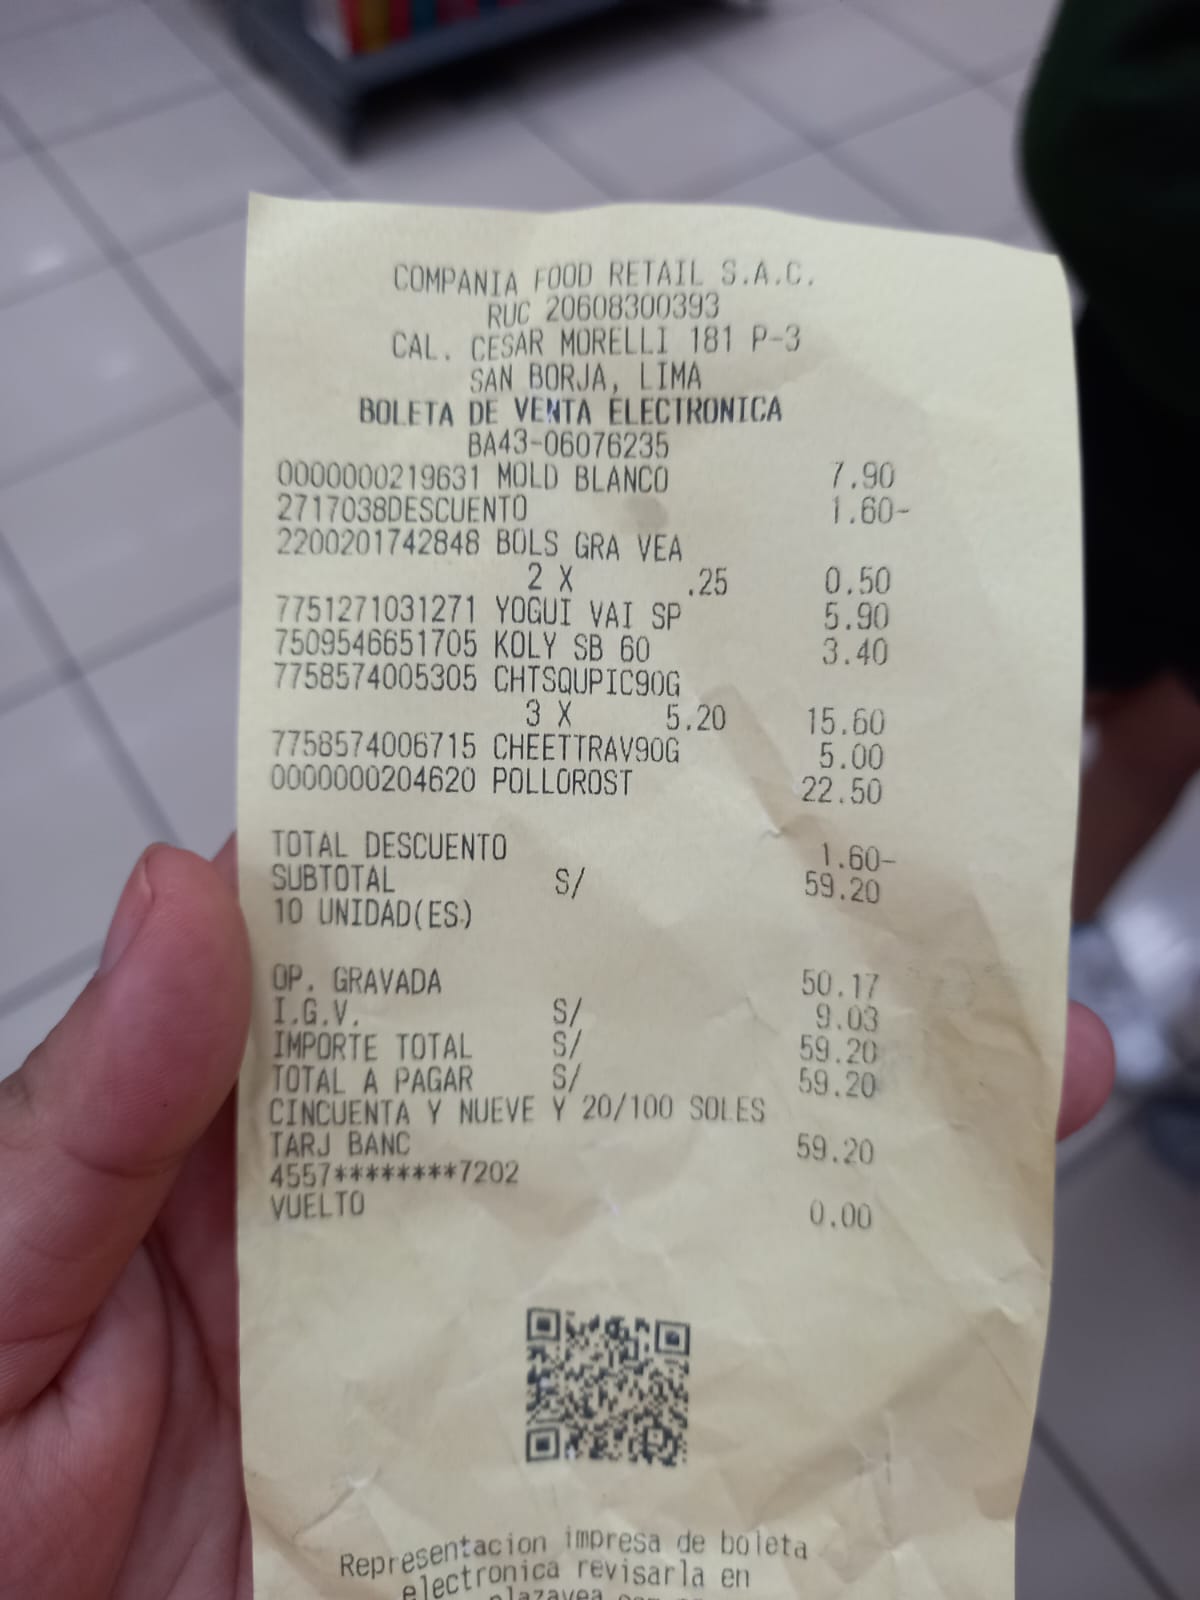 COMPANIA FOOD RETAIL S.A.C.
RUC 20608300393
CAL. CESAR MORELLI 181 P-3
SAN BORJA, LIMA
BOLETA DE VENTA ELECTRONICA
BA43-06076235
0000000219631 MOLD BLANCO 7.90
2717038DESCUENTO 1.60-
2200201742848 BOLS GRA VEA
2 X .25 0.50
7751271031271 YOGUI VAI SP 5.90
7509546651705 KOLY SB 60 3.40
7758574005305 CHTSQUPIC90G
3 X 5.20 15.60
7758574006715 CHEETTRAV90G 5.00
0000000204620 POLLOROST 22.50
TOTAL DESCUENTO 1.60-
SUBTOTAL S/ 59.20
10 UNIDAD(ES)
OP. GRAVADA 50.17
I.G.V. S/ 9.03
IMPORTE TOTAL S/ 59.20
TOTAL A PAGAR S/ 59.20
CINCUENTA Y NUEVE Y 20/100 SOLES
TARJ BANC 59.20
4557********7202
VUELTO 0.00
Representacion impresa de boleta
electronica revisarla en